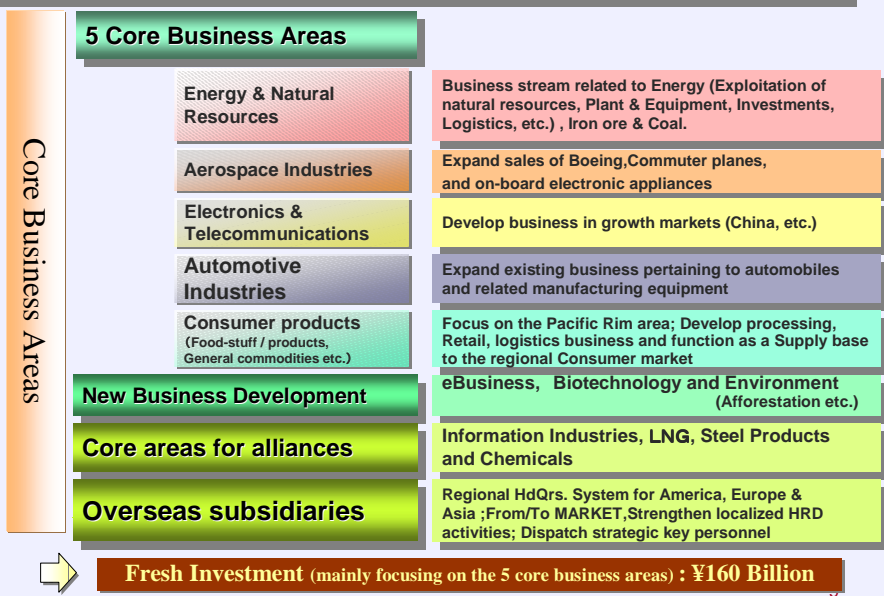 Core Business Areas
5 Core Business Areas
Energy & Natural
Resources
Business stream related to Energy (Exploitation of
natural resources, Plant & Equipment, Investments,
Logistics, etc.) , Iron ore & Coal.
Aerospace Industries
Expand sales of Boeing,Commuter planes,
and on-board electronic appliances
Electronics &
Telecommunications
Develop business in growth markets (China, etc.)
Automotive
Industries
Expand existing business pertaining to automobiles
and related manufacturing equipment
Consumer products
(Food-stuff / products,
General commodities etc.)
Focus on the Pacific Rim area; Develop processing,
Retail, logistics business and function as a Supply base
to the regional Consumer market
New Business Development
eBusiness, Biotechnology and Environment
(Afforestation etc.)
Core areas for alliances
Information Industries, LNG, Steel Products
and Chemicals
Overseas subsidiaries
Regional HdQrs. System for America, Europe &
Asia ;From/To MARKET,Strengthen localized HRD
activities; Dispatch strategic key personnel
Fresh Investment (mainly focusing on the 5 core business areas) : ¥160 Billion